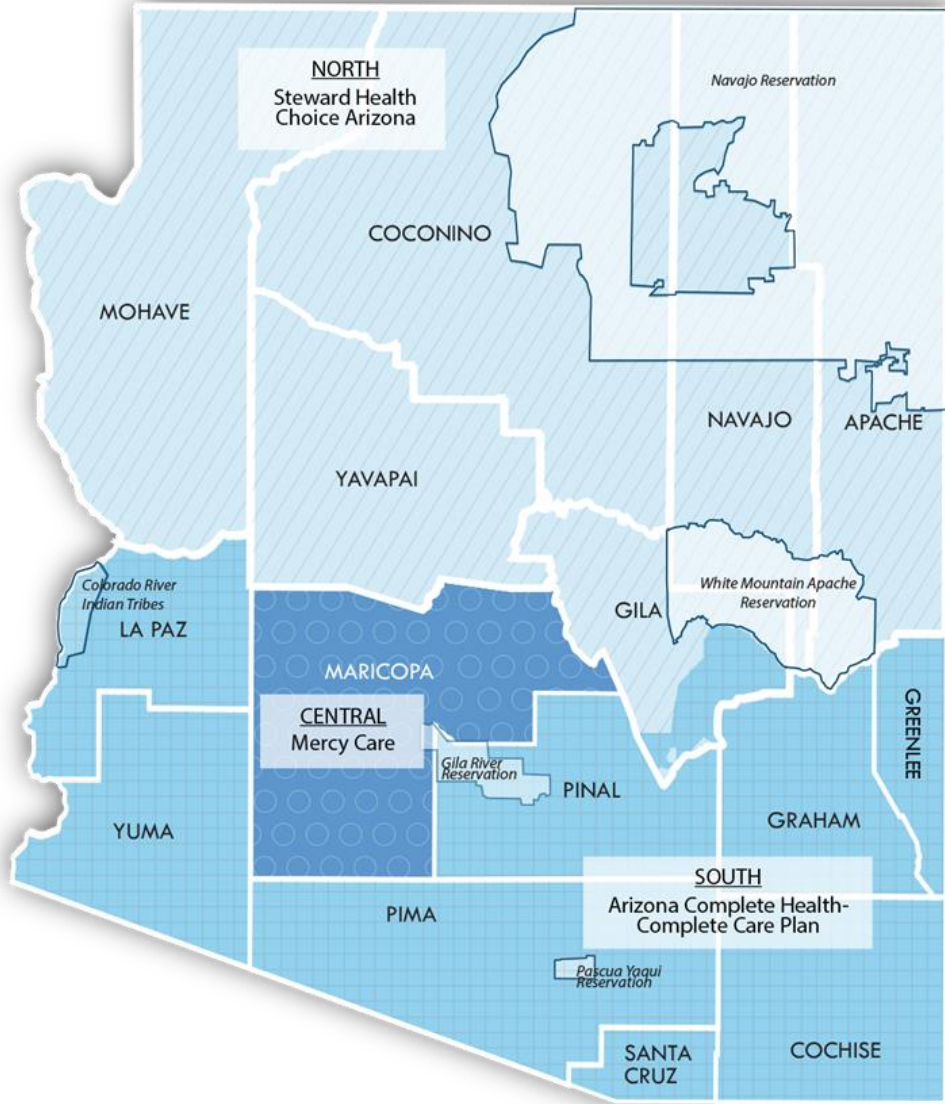 NORTH
Steward Health
Choice Arizona
Navajo Reservation
COCONINO
MOHAVE
NAVAJO
APACHE
YAVAPAI
Colorado River
Indian Tribes
LA PAZ
White Mountain Apache
Reservation
GILA
MARICOPA
CENTRAL
Mercy Care
Gila River
Reservation
PINAL
GREENLEE
YUMA
GRAHAM
SOUTH
Arizona Complete Health-
Complete Care Plan
PIMA
Pascua Yaqui
Reservation
SANTA
CRUZ
COCHISE